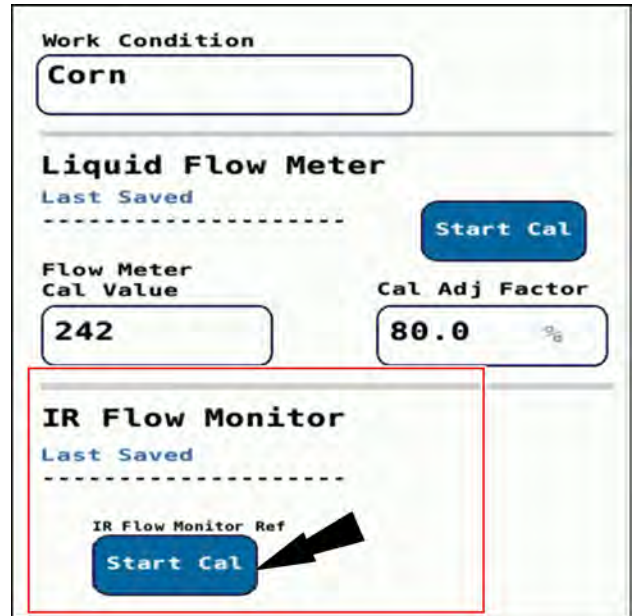 Work Condition
Corn
Liquid Flow Meter
Last Saved
--------------------
Start Cal
Flow Meter
Cal Value
Cal Adj Factor
242
80.0 %
IR Flow Monitor
Last Saved
--------------------
IR Flow Monitor Ref
Start Cal